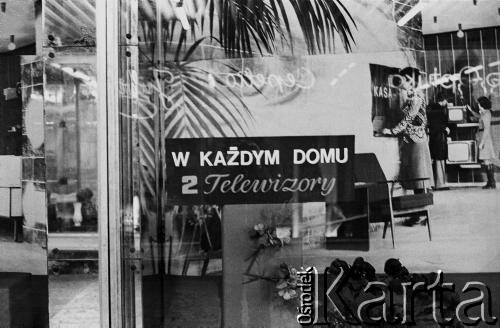 KASA
W KAŻDYM DOMU
2 Telewizory
Ośrodek
Karta